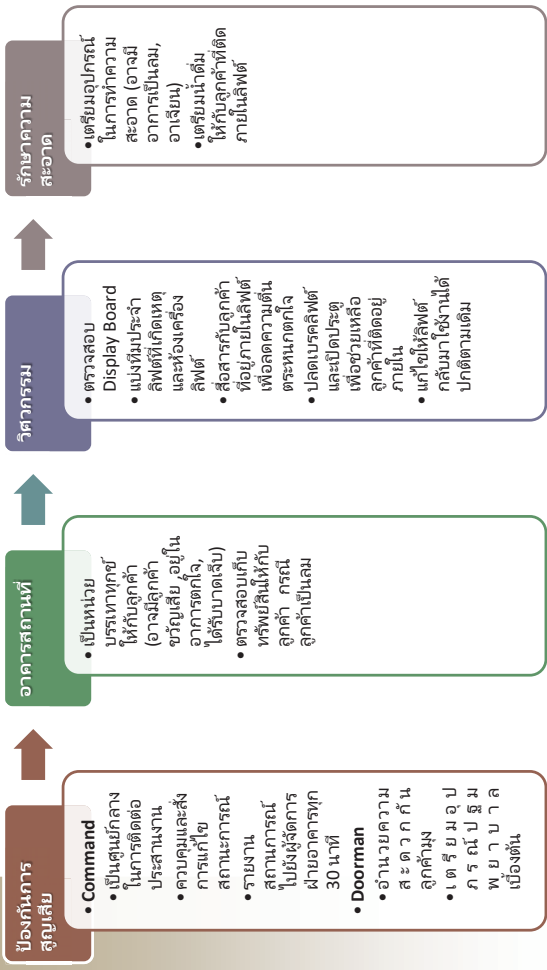 ป้องกันการ
สูญเสีย
• Command
•เป็นศูนย์กลาง
ในการติดต่อ
ประสานงาน
•ควบคุมและสั่ง
การแก้ไข
สถานะการณ์
•รายงาน
สถานการณ์
ไปยังผู้จัดการ
ฝ่ายอาคารทุก
30 นาที
• Doorman
•อำนวยความ
สะดวกกัน
ลูกค้ามุง
•เตรียมอุป
ภรณ์ปฐม
พยาบาล
เบื้องต้น
อาคารสถานที่
• เป็นหน่วย
บรรเทาทุกข์
ให้กับลูกค้า
(อาจมีลูกค้า
ขวัญเสีย ,อยู่ใน
อาการตกใจ,
ได้รับบาดเจ็บ)
• ตรวจสอบเก็บ
ทรัพย์สินให้กับ
ลูกค้า กรณี
ลูกค้าเป็นลม
วิศวกรรม
• ตรวจสอบ
Display Board
• แบ่งทีมประจำ
ลิฟต์ที่เกิดเหตุ
และห้องเครื่อง
ลิฟต์
• สื่อสารกับลูกค้า
ที่อยู่ภายในลิฟต์
เพื่อลดความตื่น
ตระหนกตกใจ
• ปลดเบรคลิฟต์
และเปิดประตู
เพื่อช่วยเหลือ
ลูกค้าที่ติดอยู่
ภายใน
• แก้ไขให้ลิฟต์
กลับมาใช้งานได้
ปกติตามเดิม
รักษาความ
สะอาด
•เตรียมอุปกรณ์
ในการทำความ
สะอาด (อาจมี
อาการเป็นลม,
อาเจียน)
•เตรียมน้ำดื่ม
ให้กับลูกค้าที่ติด
ภายในลิฟต์